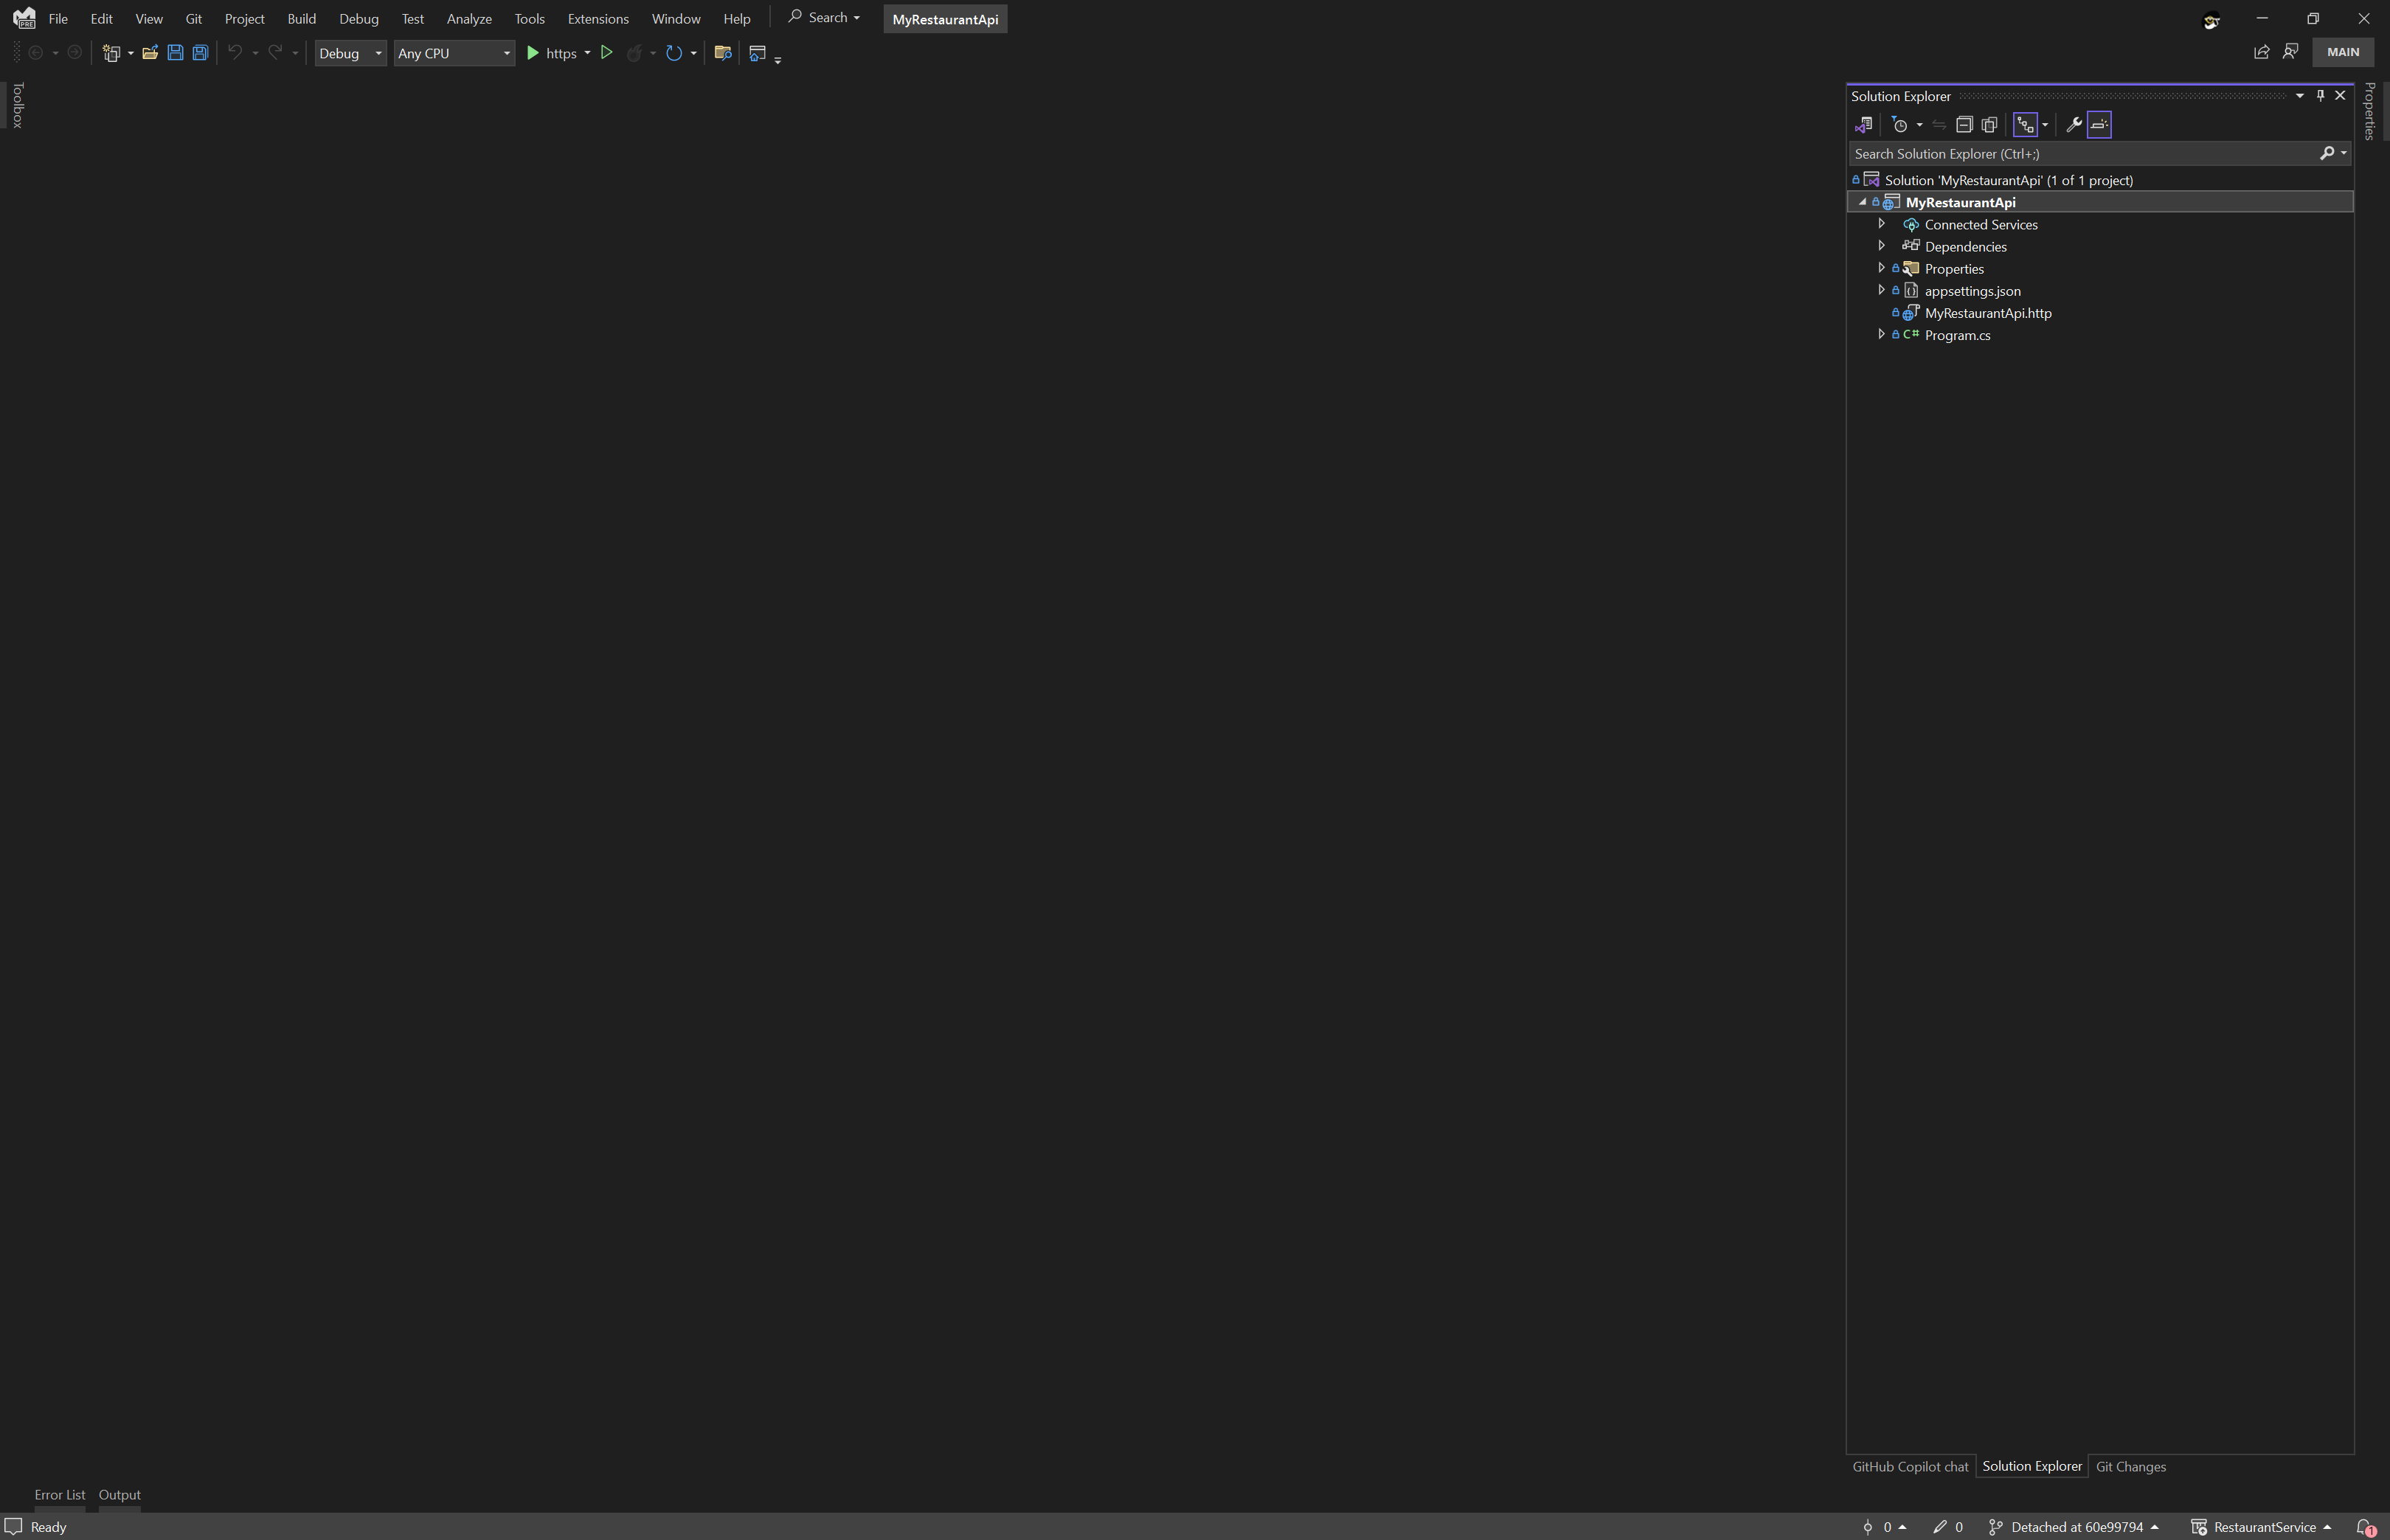 File Edit View Git Project Build Debug Test Analyze Tools Extensions Window Help Search MyRestaurantApi
Debug Any CPU https MAIN
Toolbox
Solution Explorer
Properties
Search Solution Explorer (Ctrl+;)
Solution 'MyRestaurantApi' (1 of 1 project)
MyRestaurantApi
Connected Services
Dependencies
Properties
appsettings.json
MyRestaurantApi.http
C# Program.cs
GitHub Copilot chat Solution Explorer Git Changes
Error List Output
Ready 0 0 Detached at 60e99794 RestaurantService 1